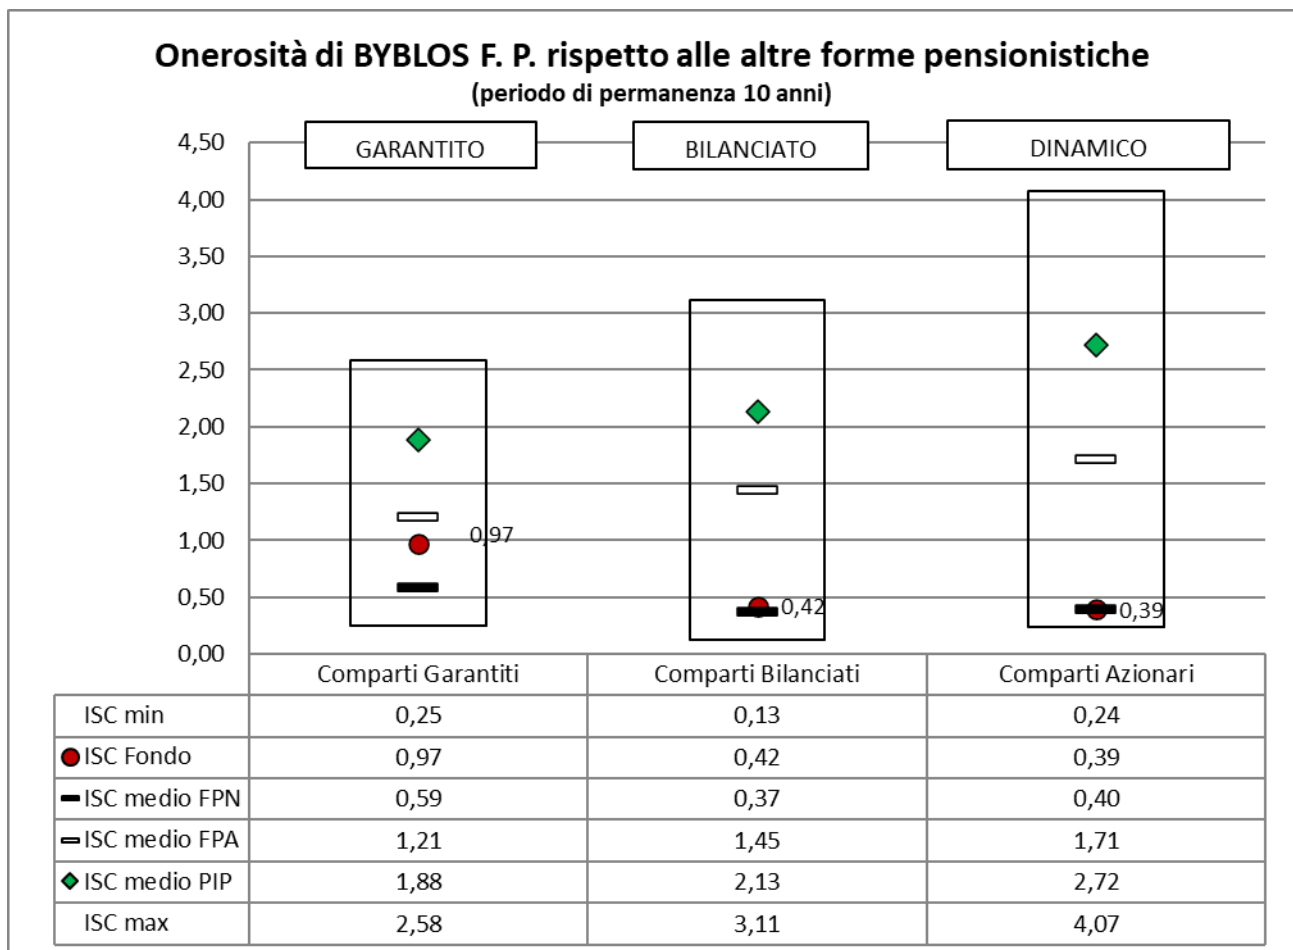 Onerosità di BYBLOS F. P. rispetto alle altre forme pensionistiche
(periodo di permanenza 10 anni)
GARANTITO BILANCIATO DINAMICO
4,50
4,00
3,50
3,00
2,50
2,00
1,50
1,00
0,50
0,00
0,97
0,42
0,39
Comparti Garantiti Comparti Bilanciati Comparti Azionari
ISC min 0,25 0,13 0,24
ISC Fondo 0,97 0,42 0,39
ISC medio FPN 0,59 0,37 0,40
ISC medio FPA 1,21 1,45 1,71
ISC medio PIP 1,88 2,13 2,72
ISC max 2,58 3,11 4,07